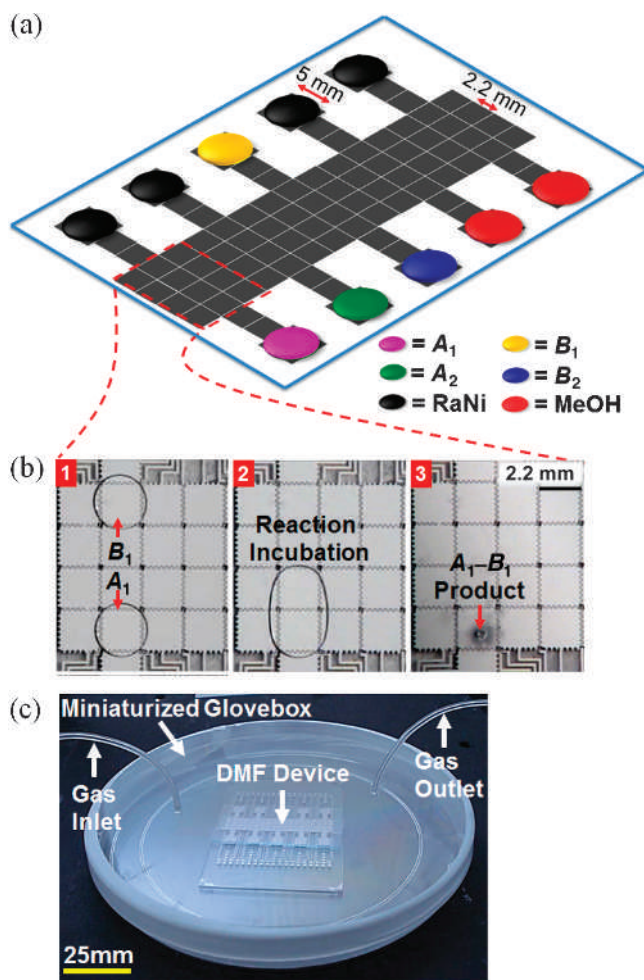 (a)
5 mm
2.2 mm
= A₁
= B₁
= A₂
= B₂
= RaNi
= MeOH
(b)
1
B₁
A₁
2
Reaction
Incubation
3
2.2 mm
A₁–B₁
Product
(c)
Miniaturized Glovebox
Gas
Inlet
DMF Device
Gas
Outlet
25mm